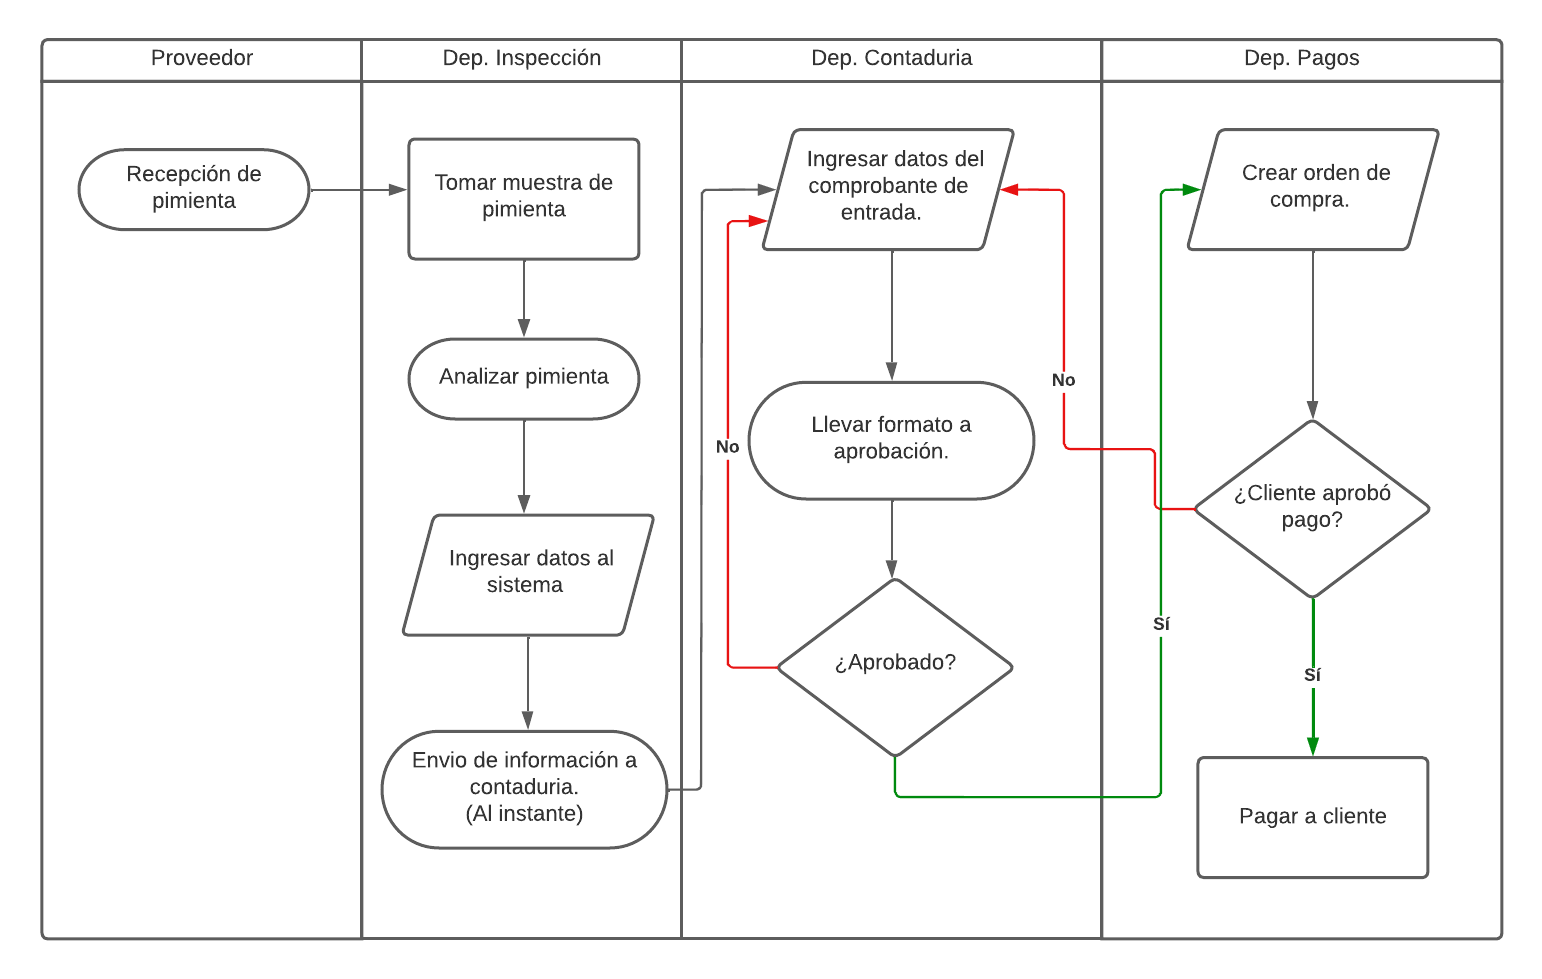 Proveedor
Dep. Inspección
Dep. Contaduria
Dep. Pagos
Recepción de
pimienta
Tomar muestra de
pimienta
Analizar pimienta
Ingresar datos al
sistema
Envio de información a
contaduria.
(Al instante)
Ingresar datos del
comprobante de
entrada.
Llevar formato a
aprobación.
¿Aprobado?
No
Sí
Crear orden de
compra.
¿Cliente aprobó
pago?
No
Sí
Pagar a cliente